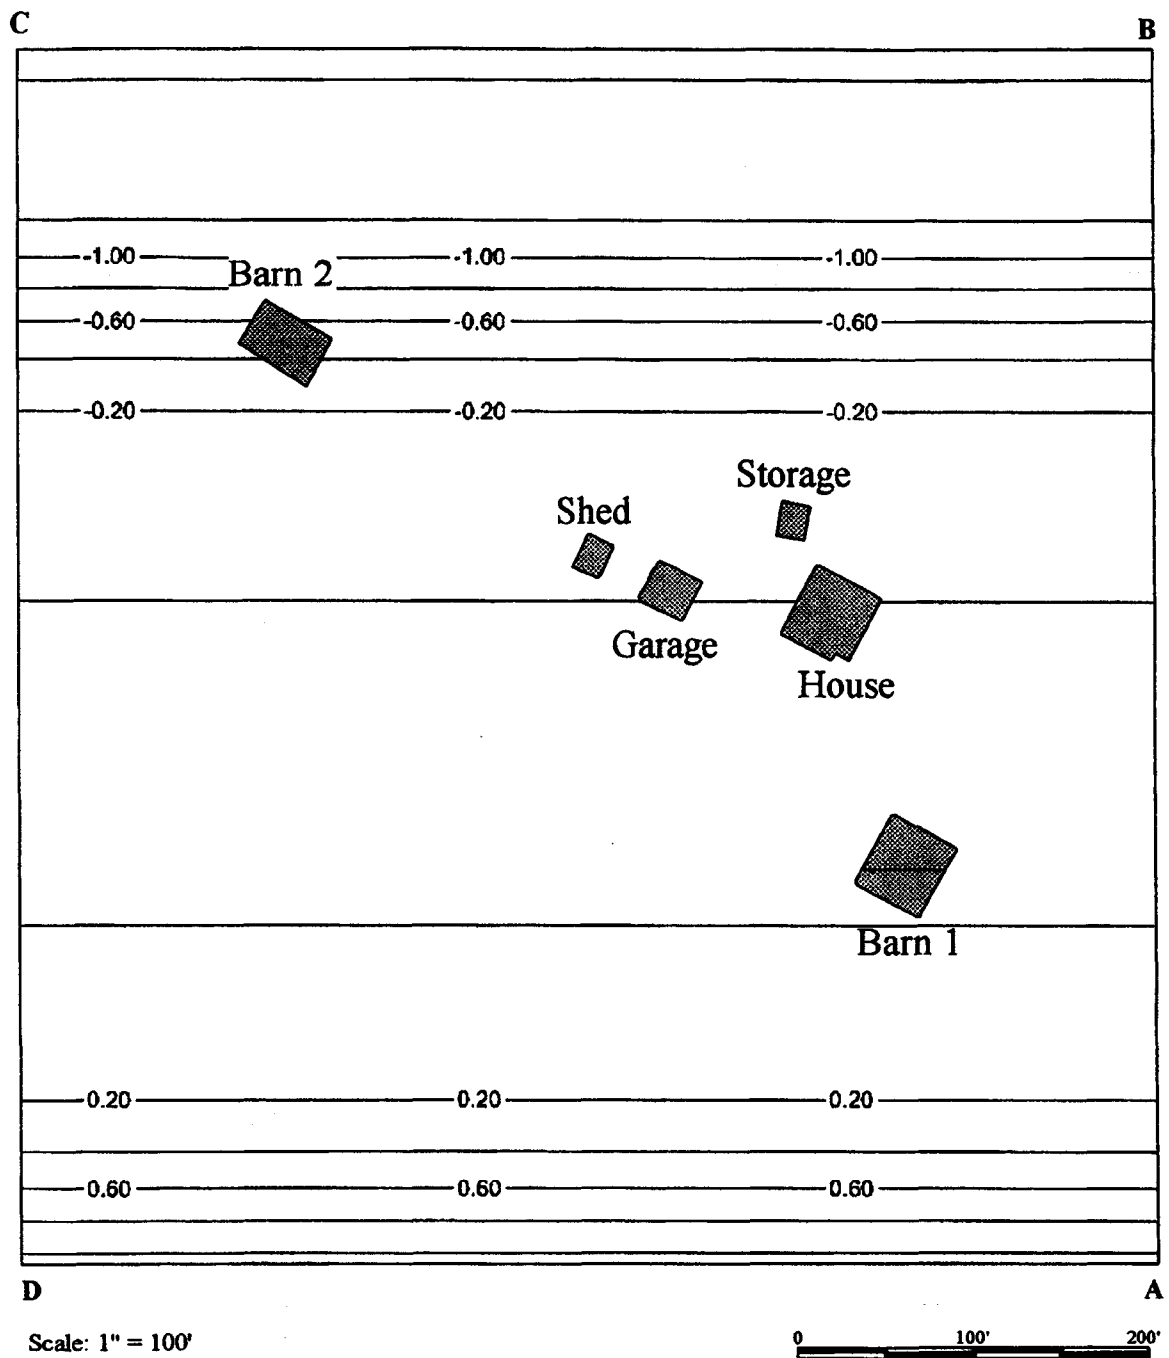 C B
-1.00 -1.00 -1.00
Barn 2
-0.60 -0.60 -0.60
-0.20 -0.20 -0.20
Storage
Shed
Garage
House
Barn 1
0.20 0.20 0.20
0.60 0.60 0.60
D A
Scale: 1" = 100'
0 100' 200'